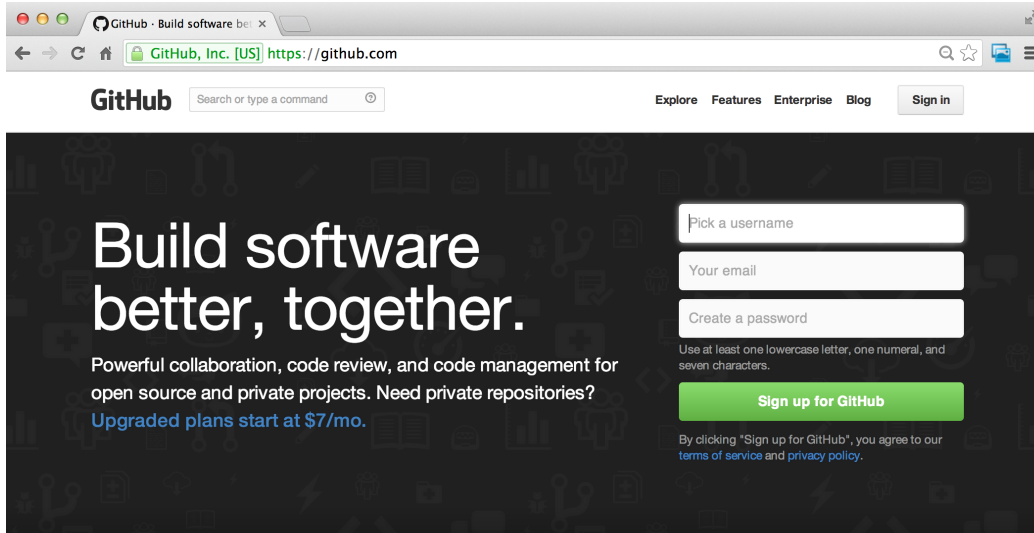 GitHub · Build software bet
GitHub, Inc. [US] https://github.com
GitHub
Search or type a command
Explore Features Enterprise Blog Sign in
Build software
better, together.
Powerful collaboration, code review, and code management for
open source and private projects. Need private repositories?
Upgraded plans start at $7/mo.
Pick a username
Your email
Create a password
Use at least one lowercase letter, one numeral, and
seven characters.
Sign up for GitHub
By clicking "Sign up for GitHub", you agree to our
terms of service and privacy policy.